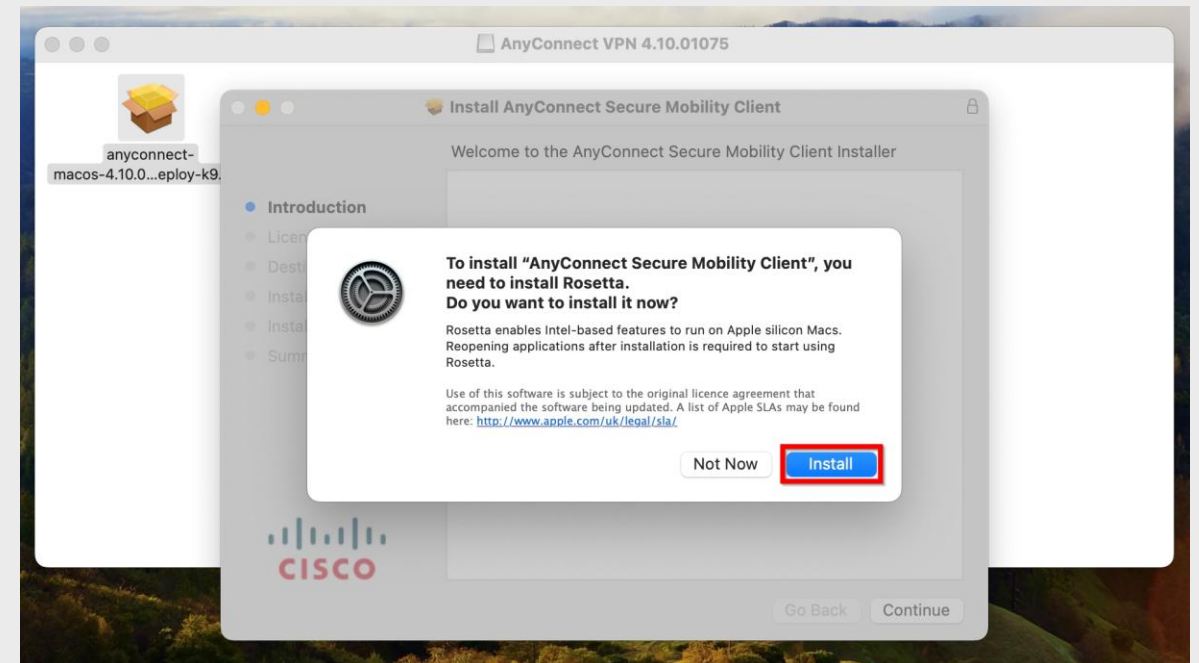 AnyConnect VPN 4.10.01075
anyconnect-
macos-4.10.0...eploy-k9.
Install AnyConnect Secure Mobility Client
Welcome to the AnyConnect Secure Mobility Client Installer
Introduction
Licen
Desti
Instal
Instal
Summ
To install “AnyConnect Secure Mobility Client”, you
need to install Rosetta.
Do you want to install it now?
Rosetta enables Intel-based features to run on Apple silicon Macs.
Reopening applications after installation is required to start using
Rosetta.
Use of this software is subject to the original licence agreement that
accompanied the software being updated. A list of Apple SLAs may be found
here: http://www.apple.com/uk/legal/sla/
Not Now
Install
CISCO
Go Back
Continue